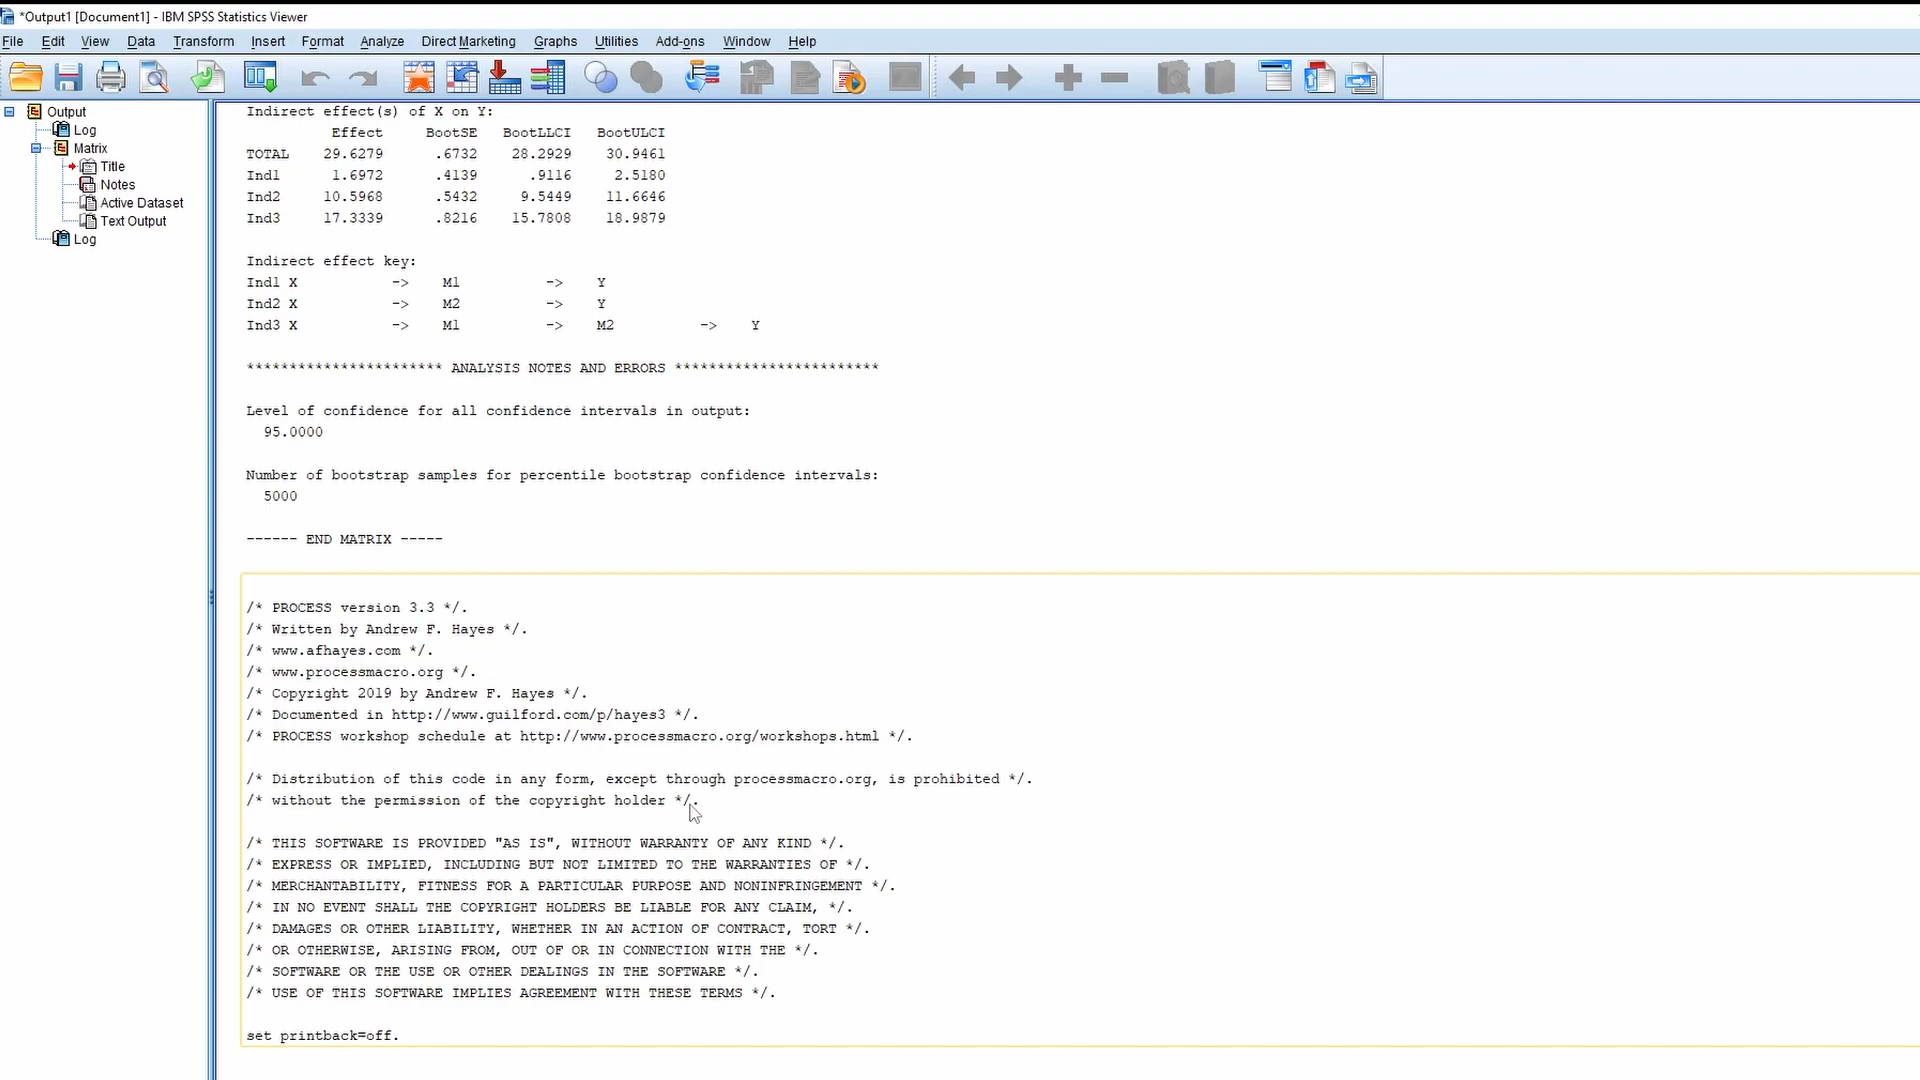 *Output1 [Document1] - IBM SPSS Statistics Viewer
File Edit View Data Transform Insert Format Analyze Direct Marketing Graphs Utilities Add-ons Window Help
Output
Log
Matrix
Title
Notes
Active Dataset
Text Output
Log
Indirect effect(s) of X on Y:
Effect BootSE BootLLCI BootULCI
TOTAL 29.6279 .6732 28.2929 30.9461
Ind1 1.6972 .4139 .9116 2.5180
Ind2 10.5968 .5432 9.5449 11.6646
Ind3 17.3339 .8216 15.7808 18.9879
Indirect effect key:
Ind1 X -> M1 -> Y
Ind2 X -> M2 -> Y
Ind3 X -> M1 -> M2 -> Y
*********************** ANALYSIS NOTES AND ERRORS ************************
Level of confidence for all confidence intervals in output:
95.0000
Number of bootstrap samples for percentile bootstrap confidence intervals:
5000
------ END MATRIX -----
/* PROCESS version 3.3 */.
/* Written by Andrew F. Hayes */.
/* www.afhayes.com */.
/* www.processmacro.org */.
/* Copyright 2019 by Andrew F. Hayes */.
/* Documented in http://www.guilford.com/p/hayes3 */.
/* PROCESS workshop schedule at http://www.processmacro.org/workshops.html */.
/* Distribution of this code in any form, except through processmacro.org, is prohibited */.
/* without the permission of the copyright holder */.
/* THIS SOFTWARE IS PROVIDED "AS IS", WITHOUT WARRANTY OF ANY KIND */.
/* EXPRESS OR IMPLIED, INCLUDING BUT NOT LIMITED TO THE WARRANTIES OF */.
/* MERCHANTABILITY, FITNESS FOR A PARTICULAR PURPOSE AND NONINFRINGEMENT */.
/* IN NO EVENT SHALL THE COPYRIGHT HOLDERS BE LIABLE FOR ANY CLAIM, */.
/* DAMAGES OR OTHER LIABILITY, WHETHER IN AN ACTION OF CONTRACT, TORT */.
/* OR OTHERWISE, ARISING FROM, OUT OF OR IN CONNECTION WITH THE */.
/* SOFTWARE OR THE USE OR OTHER DEALINGS IN THE SOFTWARE */.
/* USE OF THIS SOFTWARE IMPLIES AGREEMENT WITH THESE TERMS */.
set printback=off.